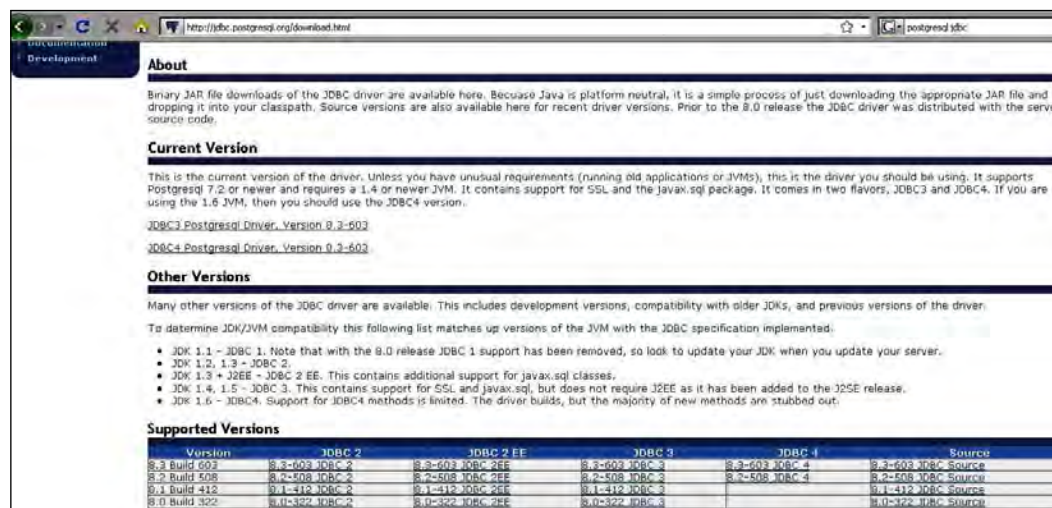 http://jdbc.postgresql.org/download.html
postgresql jdbc
Documentation
Development
About
Binary JAR file downloads of the JDBC driver are available here. Becuase Java is platform neutral, it is a simple process of just downloading the appropriate JAR file and
dropping it into your classpath. Source versions are also available here for recent driver versions. Prior to the 8.0 release the JDBC driver was distributed with the serve
source code.
Current Version
This is the current version of the driver. Unless you have unusual requirements (running old applications or JVMs), this is the driver you should be using. It supports
Postgresql 7.2 or newer and requires a 1.4 or newer JVM. It contains support for SSL and the javax.sql package. It comes in two flavors, JDBC3 and JDBC4. If you are
using the 1.6 JVM, then you should use the JDBC4 version.
JDBC3 Postgresql Driver, Version 8.3-603
JDBC4 Postgresql Driver, Version 8.3-603
Other Versions
Many other versions of the JDBC driver are available. This includes development versions, compatibility with older JDKs, and previous versions of the driver.
To determine JDK/JVM compatibility this following list matches up versions of the JVM with the JDBC specification implemented.
• JDK 1.1 - JDBC 1. Note that with the 8.0 release JDBC 1 support has been removed, so look to update your JDK when you update your server.
• JDK 1.2, 1.3 - JDBC 2.
• JDK 1.3 + J2EE - JDBC 2 EE. This contains additional support for javax.sql classes.
• JDK 1.4, 1.5 - JDBC 3. This contains support for SSL and javax.sql, but does not require J2EE as it has been added to the J2SE release.
• JDK 1.6 - JDBC4. Support for JDBC4 methods is limited. The driver builds, but the majority of new methods are stubbed out.
Supported Versions
Version JDBC 2 JDBC 2 EE JDBC 3 JDBC 4 Source
8.3 Build 603 8.3-603 JDBC 2 8.3-603 JDBC 2EE 8.3-603 JDBC 3 8.3-603 JDBC 4 8.3-603 JDBC Source
8.2 Build 508 8.2-508 JDBC 2 8.2-508 JDBC 2EE 8.2-508 JDBC 3 8.2-508 JDBC 4 8.2-508 JDBC Source
8.1 Build 412 8.1-412 JDBC 2 8.1-412 JDBC 2EE 8.1-412 JDBC 3 8.1-412 JDBC Source
8.0 Build 322 8.0-322 JDBC 2 8.0-322 JDBC 2EE 8.0-322 JDBC 3 8.0-322 JDBC Source